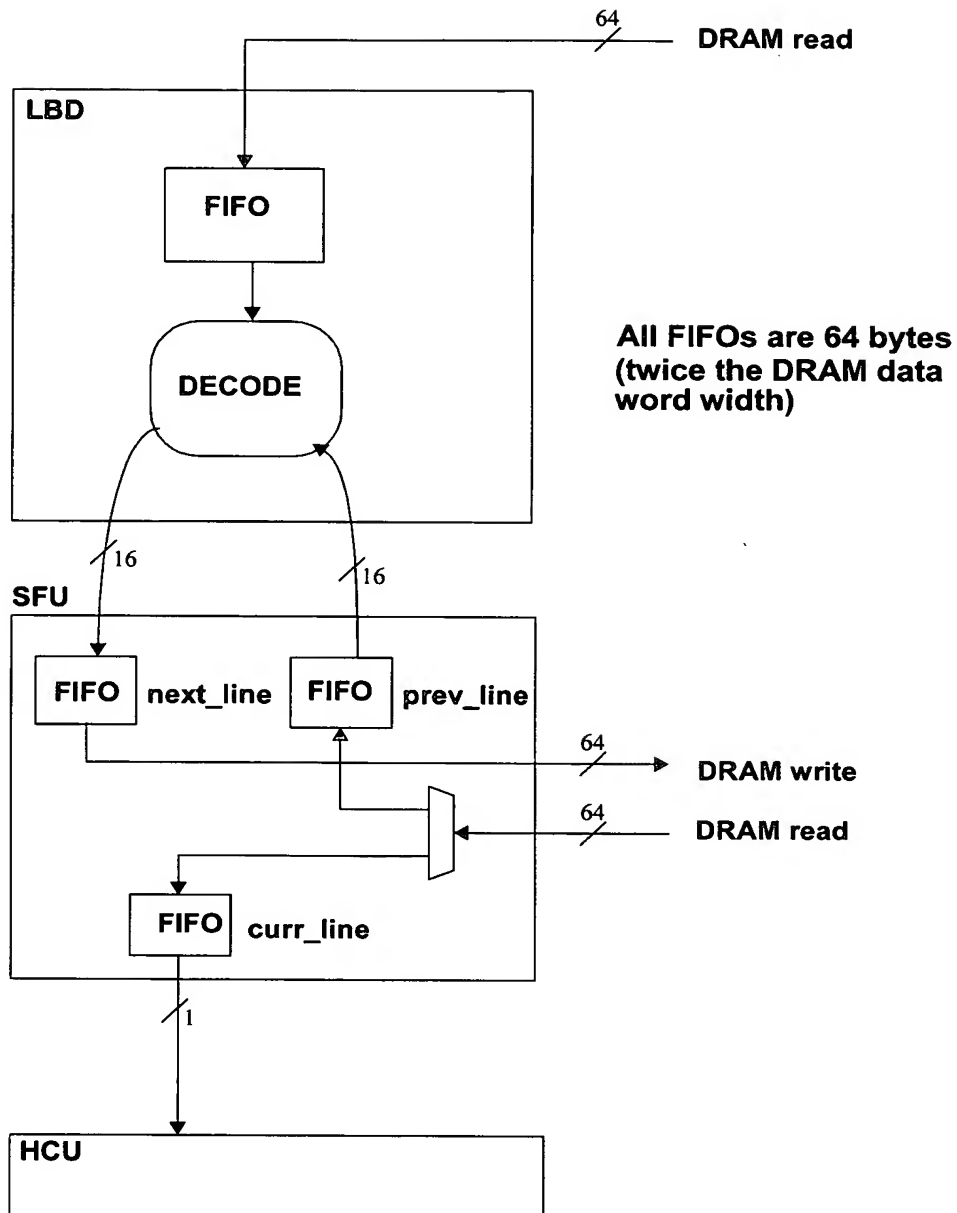 64
DRAM read
LBD
FIFO
DECODE
All FIFOs are 64 bytes
(twice the DRAM data
word width)
16
16
SFU
FIFO
next_line
FIFO
prev_line
64
DRAM write
64
DRAM read
FIFO
curr_line
1
HCU